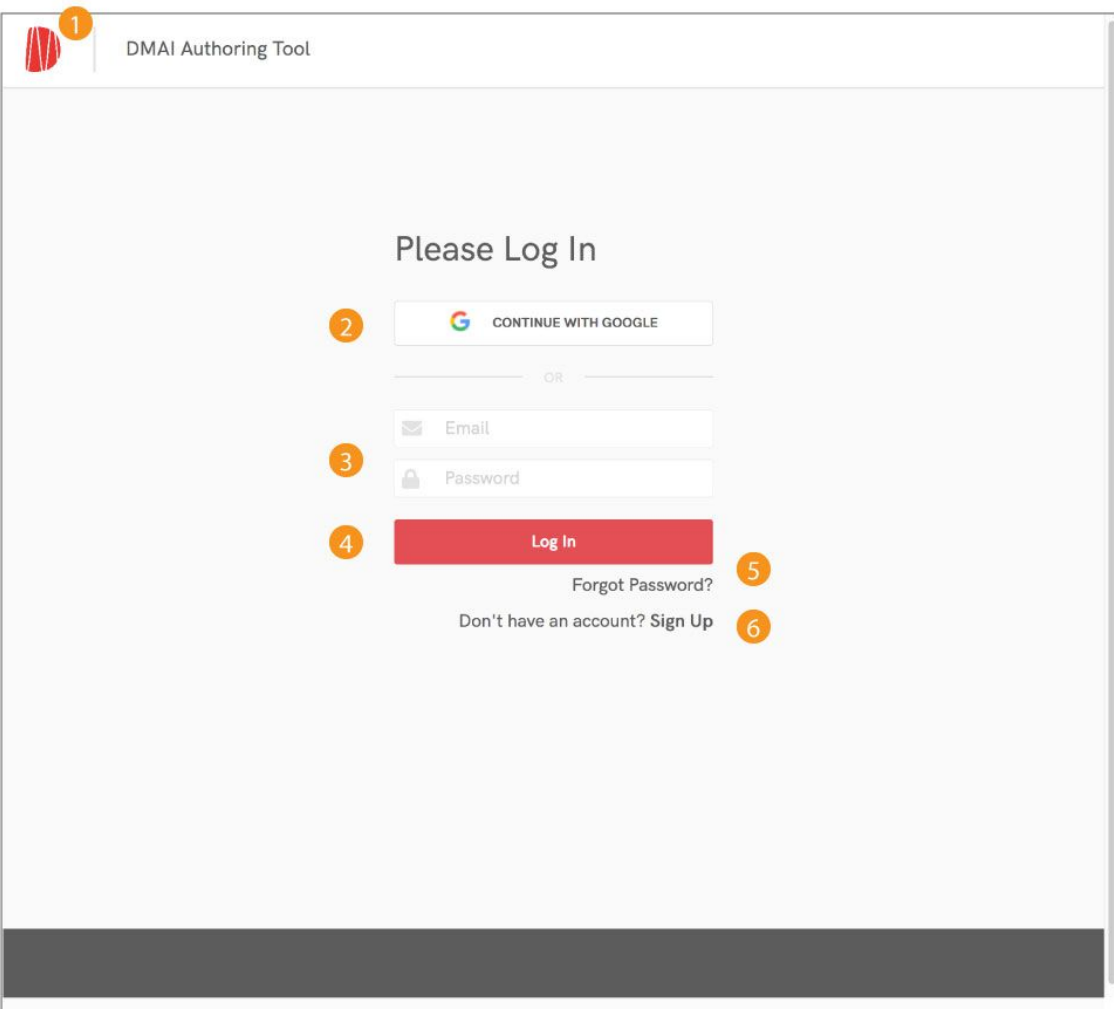 1
DMAI Authoring Tool
Please Log In
2
CONTINUE WITH GOOGLE
OR
Email
3
Password
4
Log In
5
Forgot Password?
Don't have an account? Sign Up
6